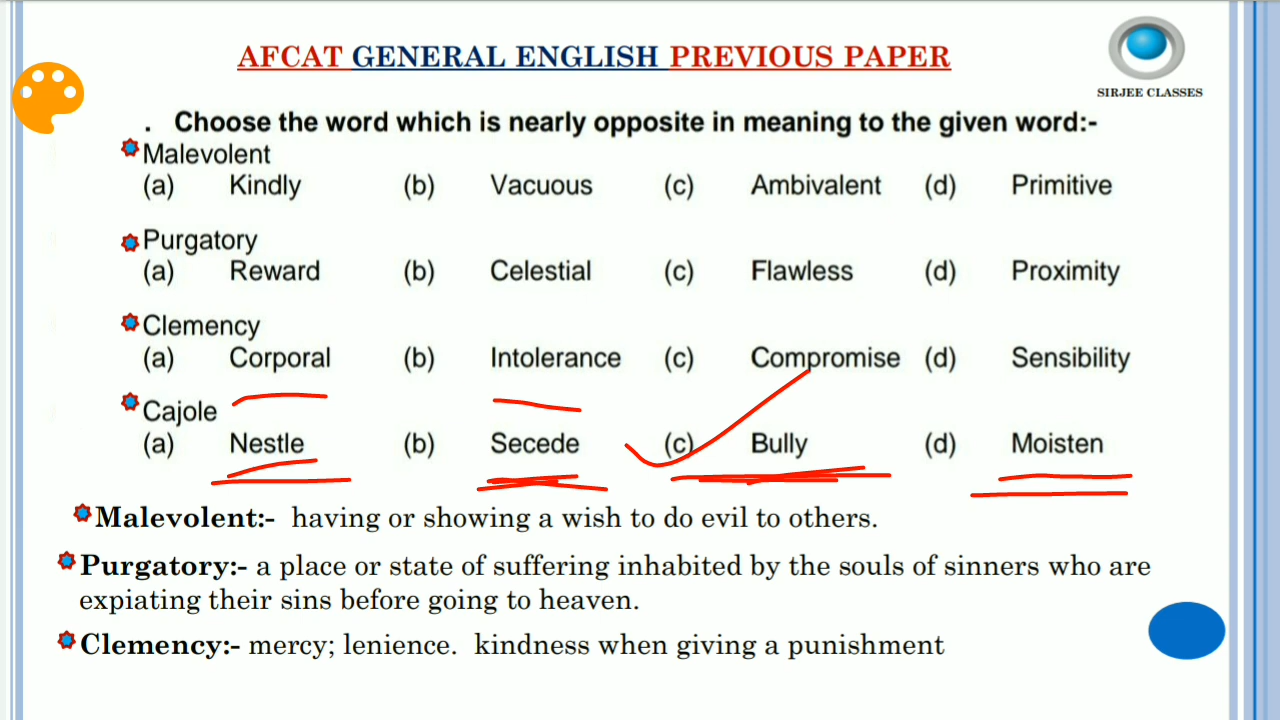 AFCAT GENERAL ENGLISH PREVIOUS PAPER
SIRJEE CLASSES
. Choose the word which is nearly opposite in meaning to the given word:-
Malevolent
(a) Kindly (b) Vacuous (c) Ambivalent (d) Primitive
Purgatory
(a) Reward (b) Celestial (c) Flawless (d) Proximity
Clemency
(a) Corporal (b) Intolerance (c) Compromise (d) Sensibility
Cajole
(a) Nestle (b) Secede (c) Bully (d) Moisten
Malevolent:- having or showing a wish to do evil to others.
Purgatory:- a place or state of suffering inhabited by the souls of sinners who are
expiating their sins before going to heaven.
Clemency:- mercy; lenience. kindness when giving a punishment